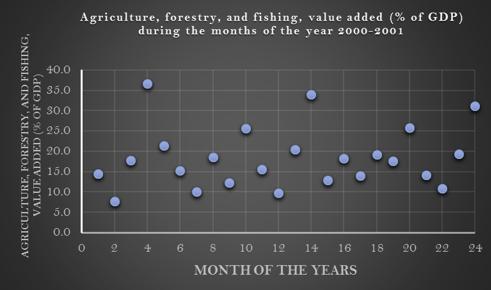 Agriculture, forestry, and fishing, value added (% of GDP)
during the months of the year 2000-2001
AGRICULTURE, FORESTRY, AND FISHING,
VALUE ADDED (% OF GDP)
40.0
35.0
30.0
25.0
20.0
15.0
10.0
5.0
0.0
0 2 4 6 8 10 12 14 16 18 20 22 24
MONTH OF THE YEARS